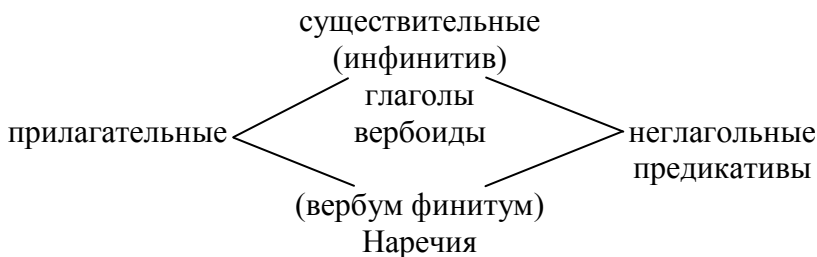 существительные
(инфинитив)
глаголы
прилагательные вербоиды неглагольные
предикативы
(вербум финитум)
Наречия